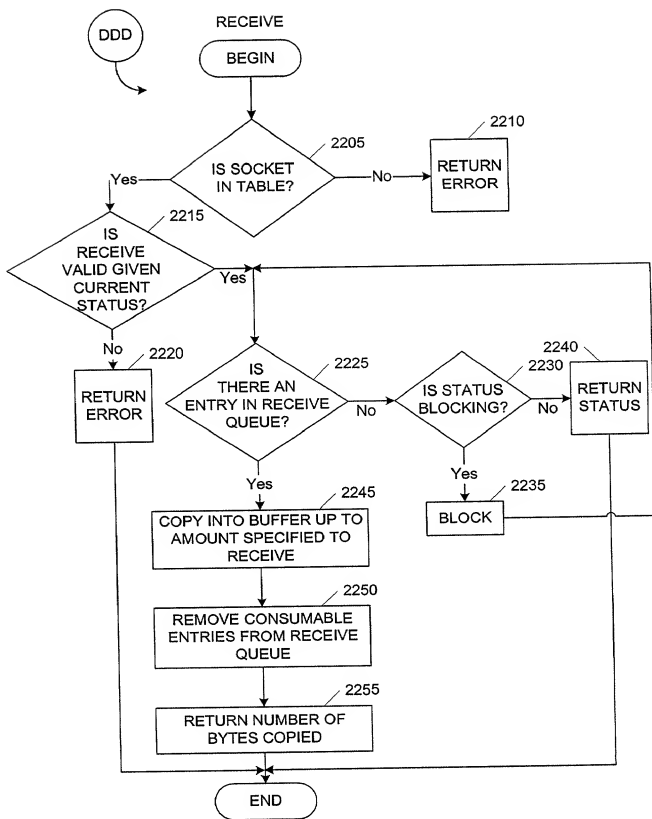 DDD
RECEIVE
BEGIN
2205
IS SOCKET
IN TABLE?
Yes
No
2210
RETURN
ERROR
2215
IS
RECEIVE
VALID GIVEN
CURRENT
STATUS?
Yes
No
2220
RETURN
ERROR
2225
IS
THERE AN
ENTRY IN RECEIVE
QUEUE?
No
Yes
2230
IS STATUS
BLOCKING?
No
Yes
2240
RETURN
STATUS
2235
BLOCK
2245
COPY INTO BUFFER UP TO
AMOUNT SPECIFIED TO
RECEIVE
2250
REMOVE CONSUMABLE
ENTRIES FROM RECEIVE
QUEUE
2255
RETURN NUMBER OF
BYTES COPIED
END